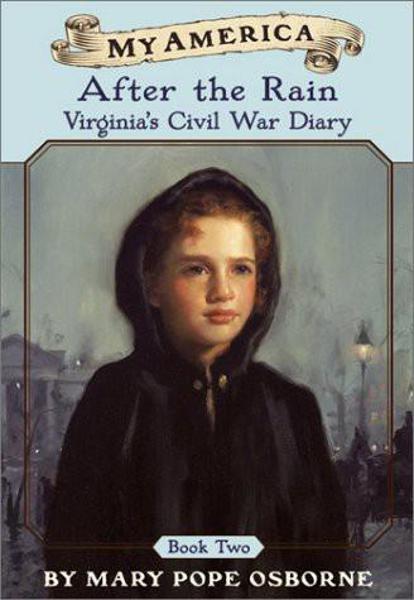 MY AMERICA
After the Rain
Virginia's Civil War Diary
Book Two
BY MARY POPE OSBORNE